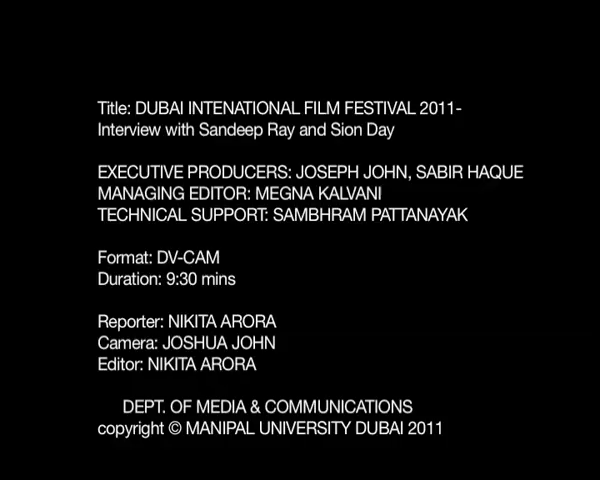 Title: DUBAI INTENATIONAL FILM FESTIVAL 2011-
Interview with Sandeep Ray and Sion Day
EXECUTIVE PRODUCERS: JOSEPH JOHN, SABIR HAQUE
MANAGING EDITOR: MEGNA KALVANI
TECHNICAL SUPPORT: SAMBHRAM PATTANAYAK
Format: DV-CAM
Duration: 9:30 mins
Reporter: NIKITA ARORA
Camera: JOSHUA JOHN
Editor: NIKITA ARORA
DEPT. OF MEDIA & COMMUNICATIONS
copyright © MANIPAL UNIVERSITY DUBAI 2011